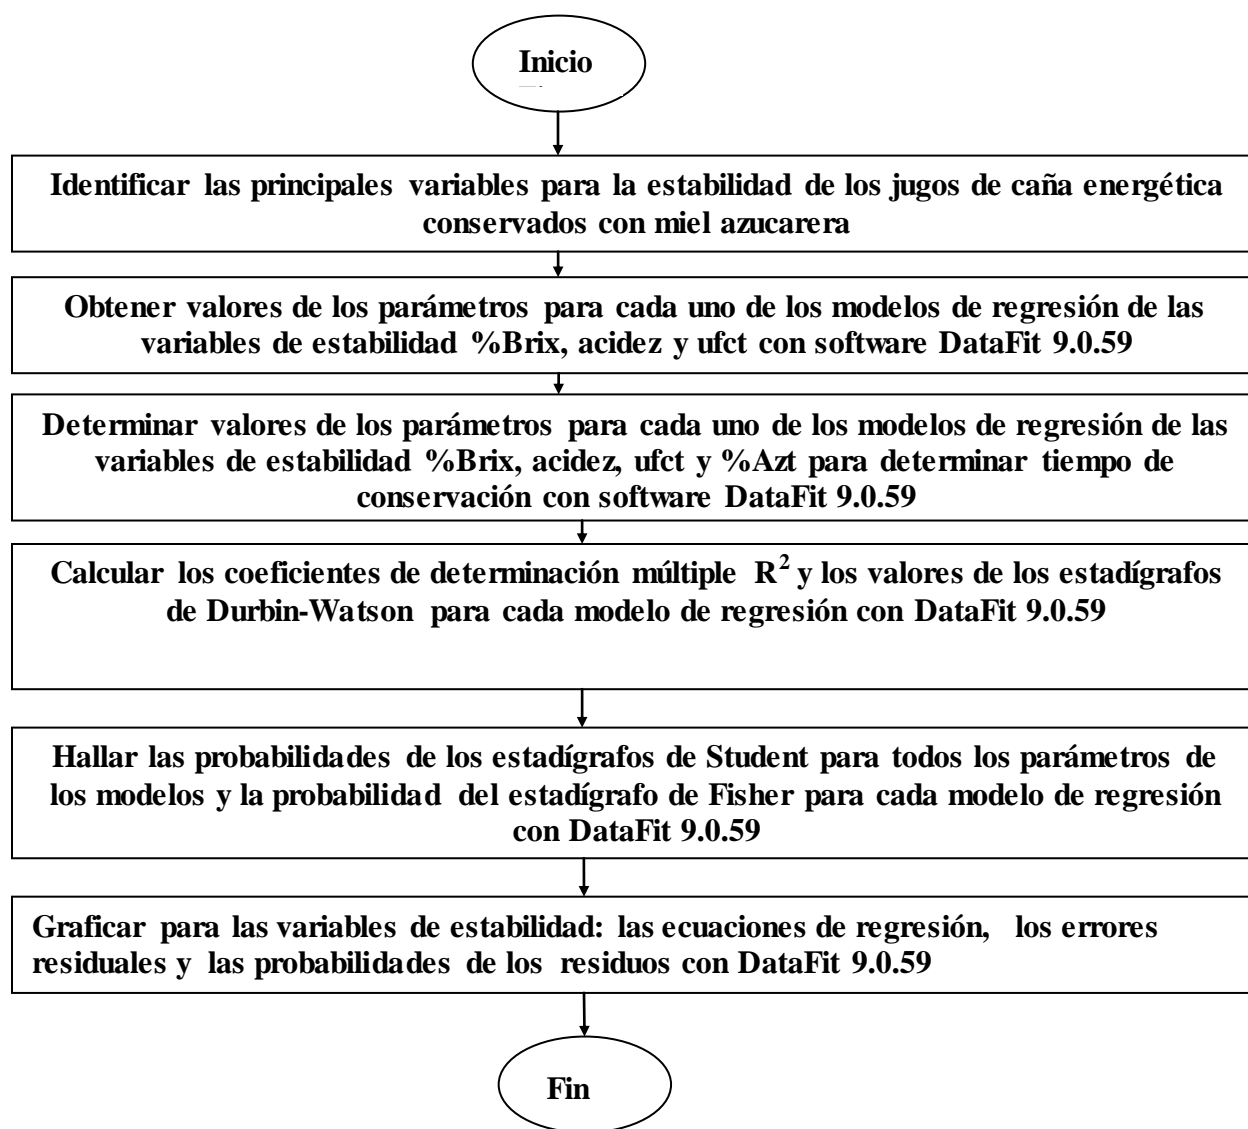 Inicio
Identificar las principales variables para la estabilidad de los jugos de caña energética
conservados con miel azucarera
Obtener valores de los parámetros para cada uno de los modelos de regresión de las
variables de estabilidad %Brix, acidez y ufct con software DataFit 9.0.59
Determinar valores de los parámetros para cada uno de los modelos de regresión de las
variables de estabilidad %Brix, acidez, ufct y %Azt para determinar tiempo de
conservación con software DataFit 9.0.59
Calcular los coeficientes de determinación múltiple R² y los valores de los estadígrafos
de Durbin-Watson para cada modelo de regresión con DataFit 9.0.59
Hallar las probabilidades de los estadígrafos de Student para todos los parámetros de
los modelos y la probabilidad del estadígrafo de Fisher para cada modelo de regresión
con DataFit 9.0.59
Graficar para las variables de estabilidad: las ecuaciones de regresión, los errores
residuales y las probabilidades de los residuos con DataFit 9.0.59
Fin